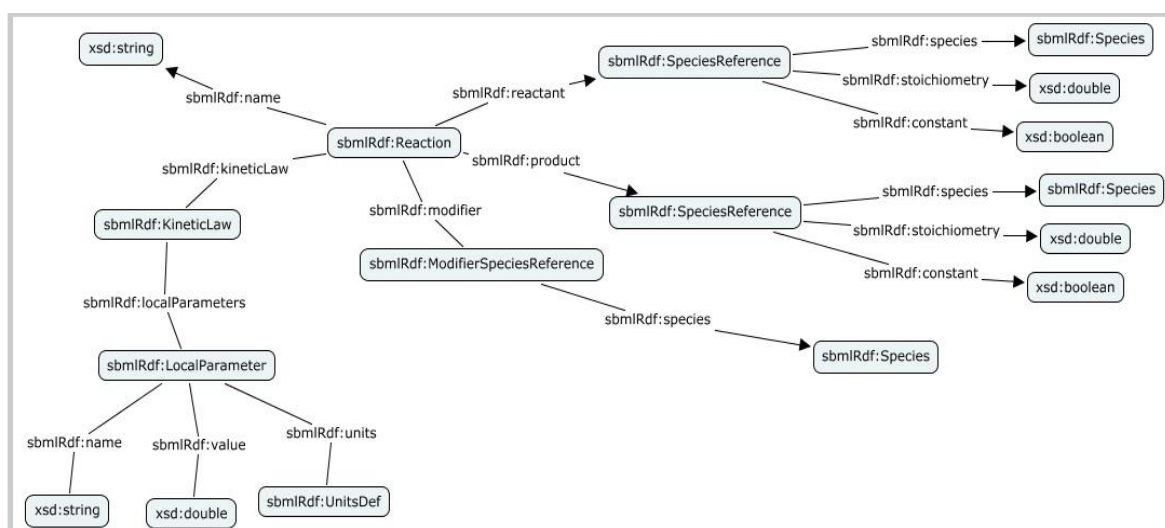 xsd:string
sbmlRdf:name
sbmlRdf:Reaction
sbmlRdf:reactant
sbmlRdf:SpeciesReference
sbmlRdf:species
sbmlRdf:Species
sbmlRdf:stoichiometry
xsd:double
sbmlRdf:constant
xsd:boolean
sbmlRdf:product
sbmlRdf:SpeciesReference
sbmlRdf:species
sbmlRdf:Species
sbmlRdf:stoichiometry
xsd:double
sbmlRdf:constant
xsd:boolean
sbmlRdf:modifier
sbmlRdf:ModifierSpeciesReference
sbmlRdf:species
sbmlRdf:Species
sbmlRdf:kineticLaw
sbmlRdf:KineticLaw
sbmlRdf:localParameters
sbmlRdf:LocalParameter
sbmlRdf:name
xsd:string
sbmlRdf:value
xsd:double
sbmlRdf:units
sbmlRdf:UnitsDef